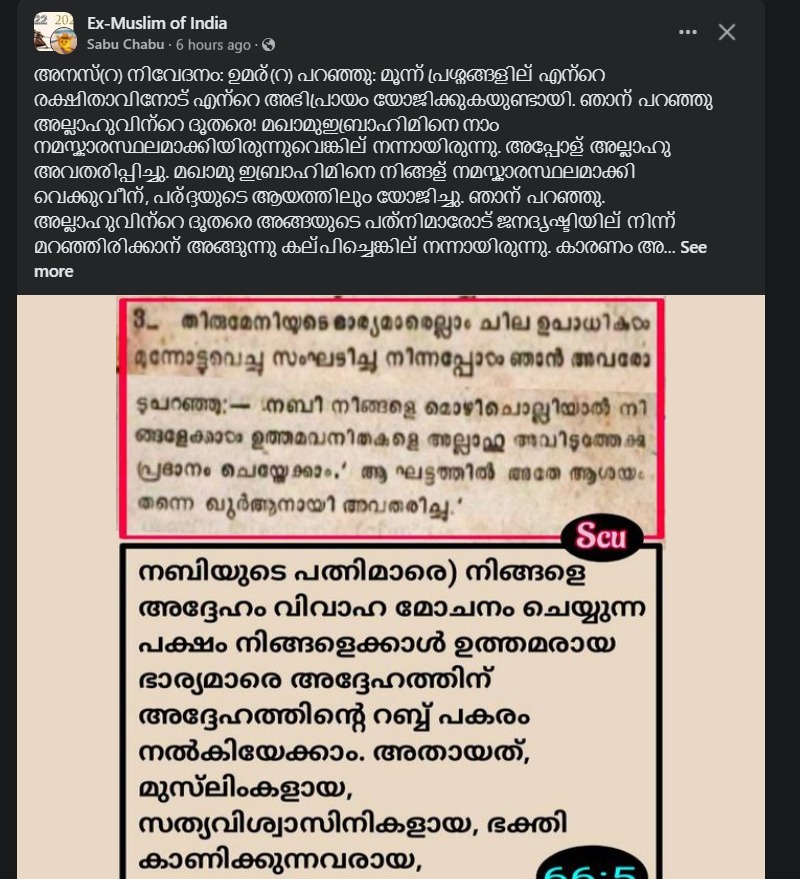 Ex-Muslim of India
Sabu Chabu · 6 hours ago ·
അനസ്(റ) നിവേദനം: ഉമര്(റ) പറഞ്ഞു: മൂന്ന് പ്രശ്നങ്ങളില് എന്റെ
രക്ഷിതാവിനോട് എന്റെ അഭിപ്രായം യോജിക്കുകയുണ്ടായി. ഞാന് പറഞ്ഞു
അല്ലാഹുവിന്റെ ദൂതരെ! മഖാമുഇബ്രാഹിമിനെ നാം
നമസ്കാരസ്ഥലമാക്കിയിരുന്നുവെങ്കില് നന്നായിരുന്നു. അപ്പോള് അല്ലാഹു
അവതരിപ്പിച്ചു. മഖാമു ഇബ്രാഹിമിനെ നിങ്ങള് നമസ്കാരസ്ഥലമാക്കി
വെക്കുവീന്, പര്ദ്ദയുടെ ആയത്തിലും യോജിച്ചു. ഞാന് പറഞ്ഞു.
അല്ലാഹുവിന്റെ ദൂതരെ അങ്ങയുടെ പത്നിമാരോട് ജനദൃഷ്ടിയില് നിന്ന്
മറഞ്ഞിരിക്കാന് അങ്ങുന്നു കല്പിച്ചെങ്കില് നന്നായിരുന്നു. കാരണം അ... See
more
3_ തിരുമേനിയുടെ ഭാര്യമാരെല്ലാം ചില ഉപാധികൾ
മുന്നോട്ടുവെച്ചു സംഘടിച്ചു നിന്നപ്പോൾ ഞാൻ അവരോ
ടുപറഞ്ഞു:— നബി നിങ്ങളെ മൊഴിചൊല്ലിയാൽ നി
ങ്ങളേക്കാൾ ഉത്തമവനിതകളെ അല്ലാഹു അവിടുത്തേക്കു
പ്രദാനം ചെയ്തേക്കാം.' ആ ഘട്ടത്തിൽ അതേ ആശയം
തന്നെ ഖുർആനായി അവതരിച്ചു.'
Scu
നബിയുടെ പത്നിമാരെ) നിങ്ങളെ
അദ്ദേഹം വിവാഹ മോചനം ചെയ്യുന്ന
പക്ഷം നിങ്ങളെക്കാൾ ഉത്തമരായ
ഭാര്യമാരെ അദ്ദേഹത്തിന്
അദ്ദേഹത്തിന്റെ റബ്ബ് പകരം
നൽകിയേക്കാം. അതായത്,
മുസ്ലിംകളായ,
സത്യവിശ്വാസിനികളായ, ഭക്തി
കാണിക്കുന്നവരായ,
66:5